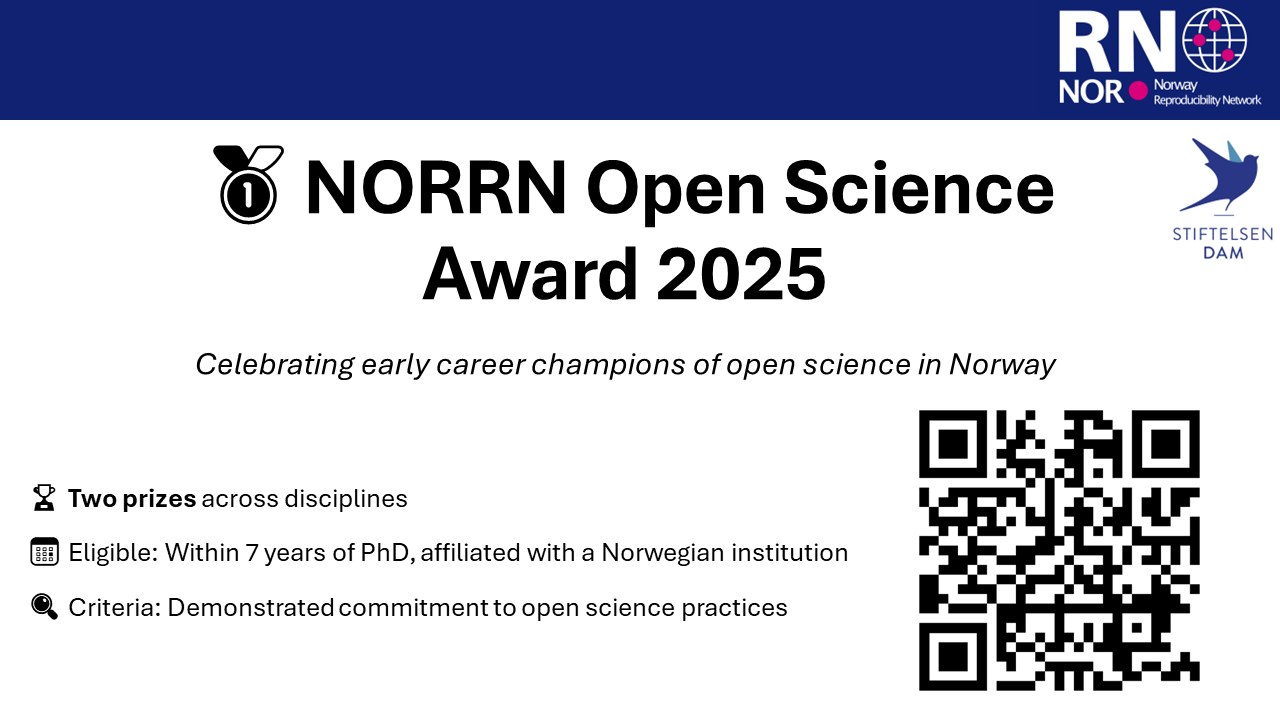 RN
NOR Norway
Reproducibility Network
1 NORRN Open Science
Award 2025
STIFTELSEN
DAM
Celebrating early career champions of open science in Norway
Two prizes across disciplines
Eligible: Within 7 years of PhD, affiliated with a Norwegian institution
Criteria: Demonstrated commitment to open science practices